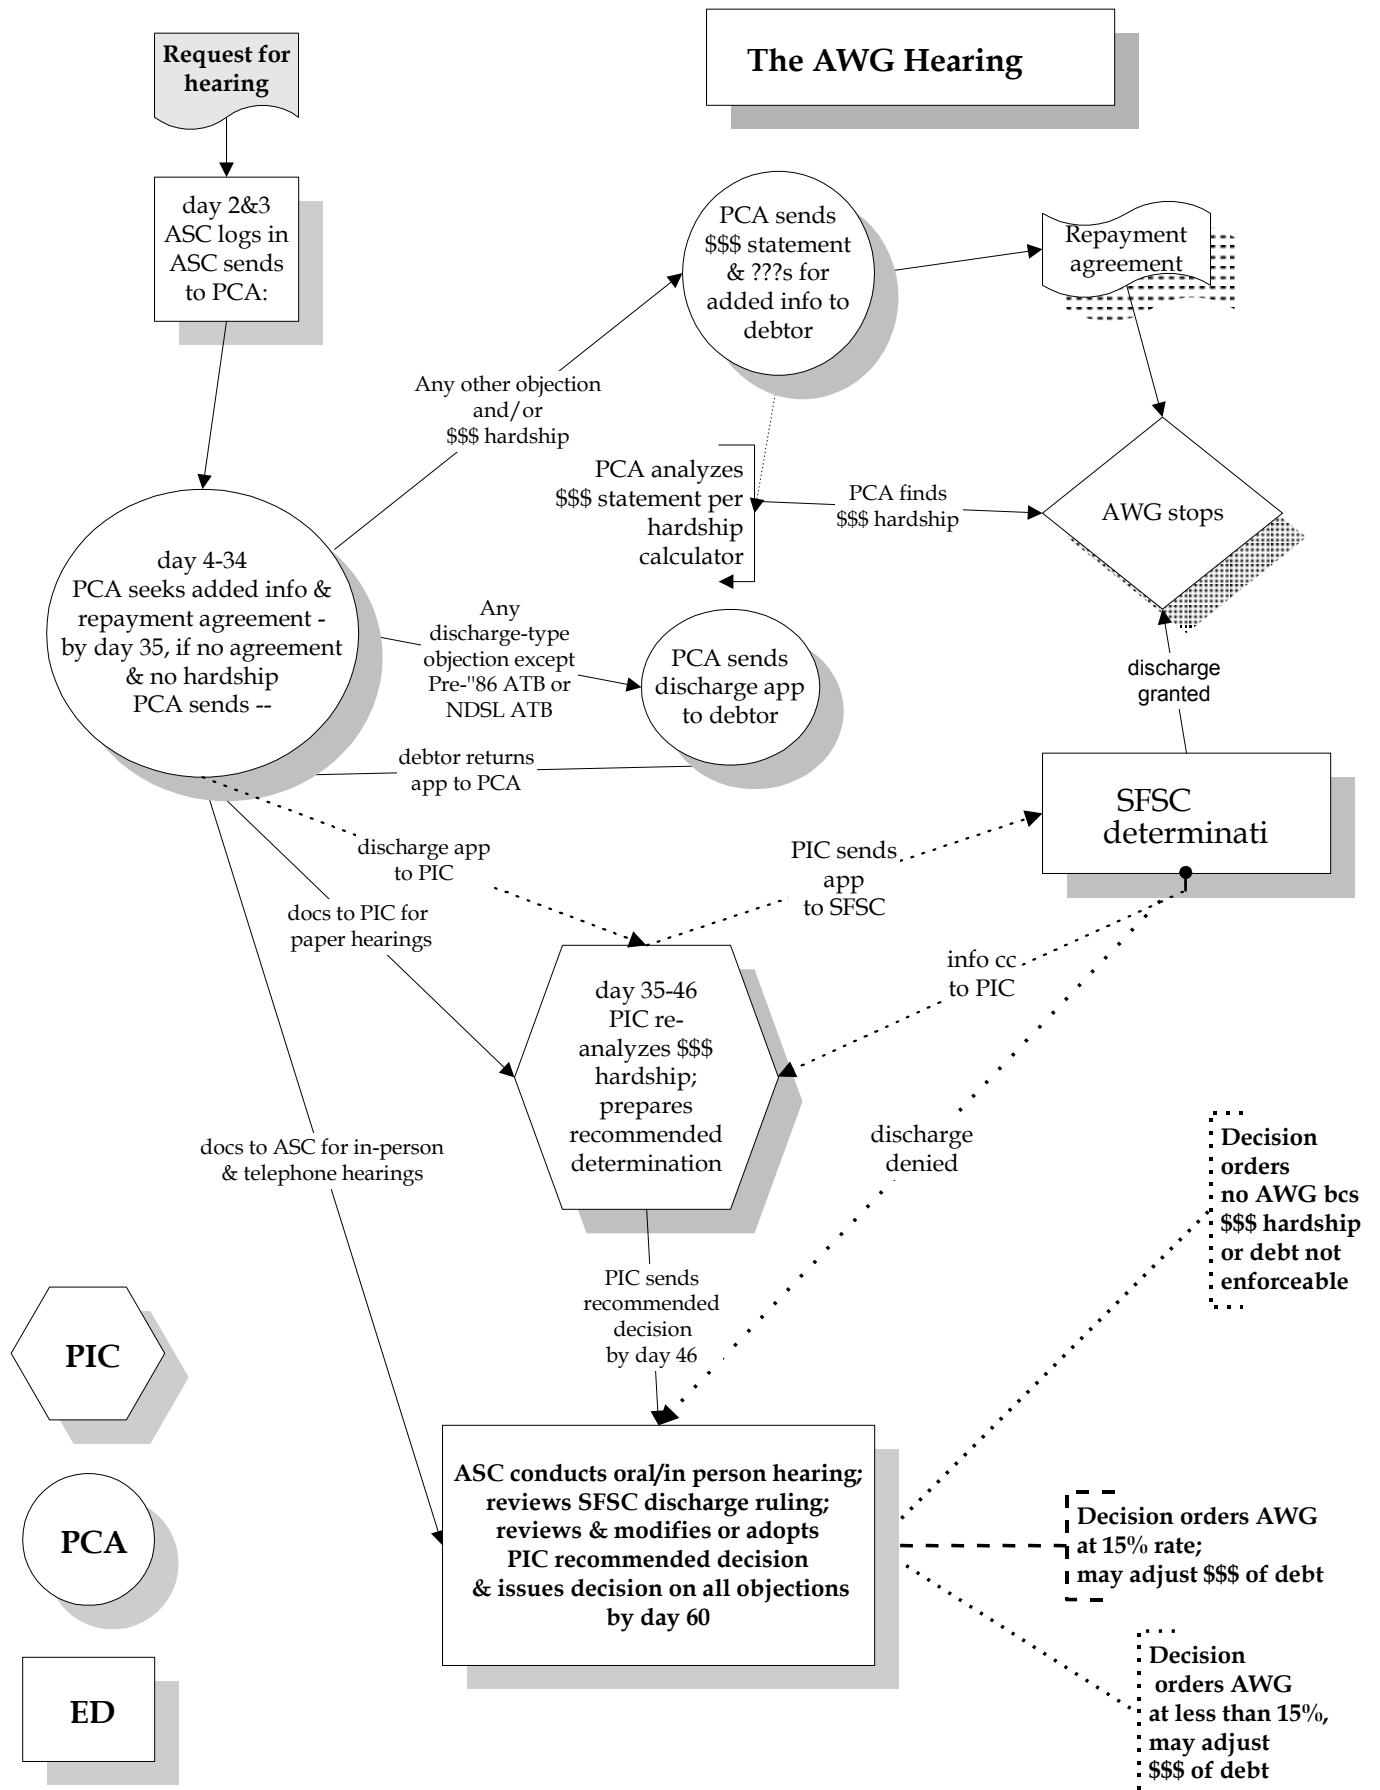 Request for
hearing
The AWG Hearing
day 2&3
ASC logs in
ASC sends
to PCA:
PCA sends
$$$ statement
& ???s for
added info to
debtor
Repayment
agreement
Any other objection
and/or
$$$ hardship
PCA analyzes
$$$ statement per
hardship
calculator
PCA finds
$$$ hardship
AWG stops
day 4-34
PCA seeks added info &
repayment agreement -
by day 35, if no agreement
& no hardship
PCA sends --
Any
discharge-type
objection except
Pre-"86 ATB or
NDSL ATB
PCA sends
discharge app
to debtor
discharge
granted
debtor returns
app to PCA
SFSC
determinati
discharge app
to PIC
PIC sends
app
to SFSC
docs to PIC for
paper hearings
info cc
to PIC
day 35-46
PIC re-
analyzes $$$
hardship;
prepares
recommended
determination
docs to ASC for in-person
& telephone hearings
discharge
denied
Decision
orders
no AWG bcs
$$$ hardship
or debt not
enforceable
PIC sends
recommended
decision
by day 46
PIC
ASC conducts oral/in person hearing;
reviews SFSC discharge ruling;
reviews & modifies or adopts
PIC recommended decision
& issues decision on all objections
by day 60
Decision orders AWG
at 15% rate;
may adjust $$$ of debt
PCA
Decision
orders AWG
at less than 15%,
may adjust
$$$ of debt
ED